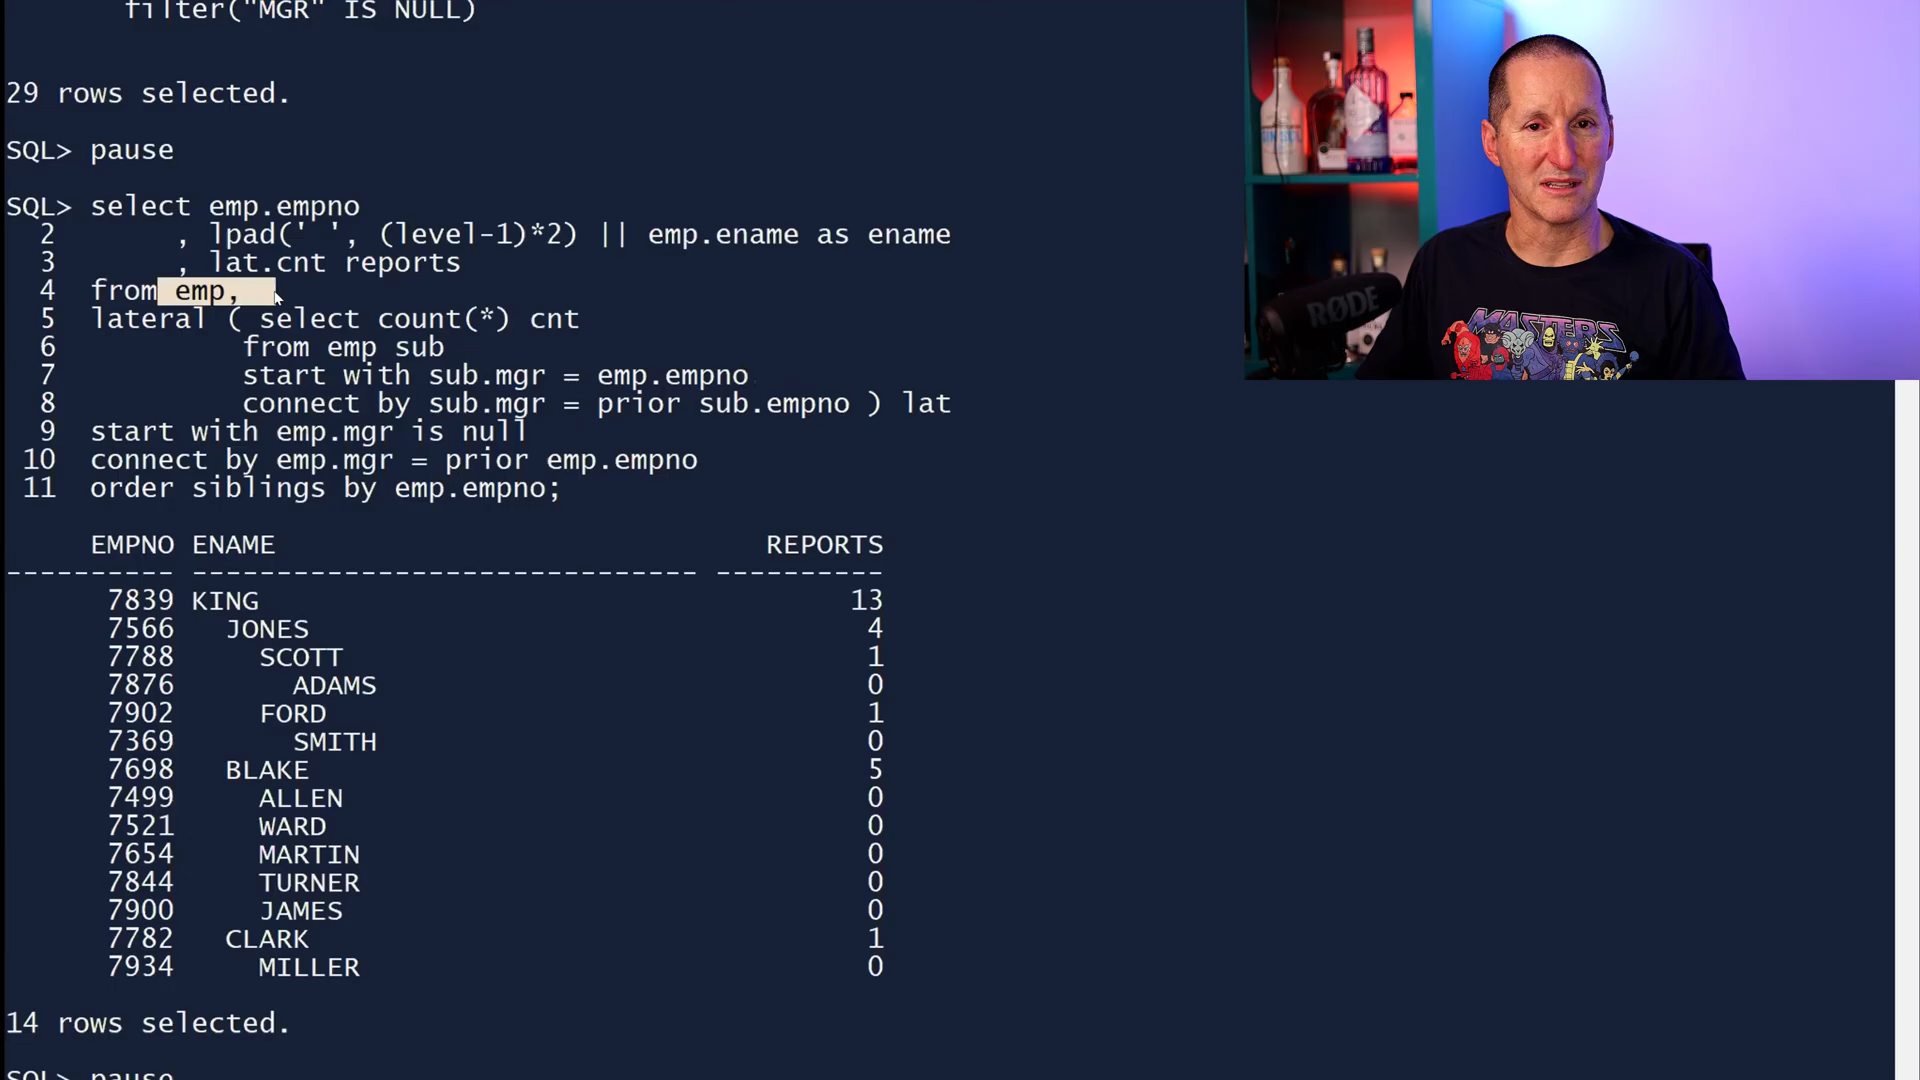 filter("MGR" IS NULL)
29 rows selected.
SQL> pause
SQL> select emp.empno
2 , lpad(' ', (level-1)*2) || emp.ename as ename
3 , lat.cnt reports
4 from emp,
5 lateral ( select count(*) cnt
6 from emp sub
7 start with sub.mgr = emp.empno
8 connect by sub.mgr = prior sub.empno ) lat
9 start with emp.mgr is null
10 connect by emp.mgr = prior emp.empno
11 order siblings by emp.empno;
EMPNO ENAME REPORTS
---------- ------------------------------ ----------
7839 KING 13
7566 JONES 4
7788 SCOTT 1
7876 ADAMS 0
7902 FORD 1
7369 SMITH 0
7698 BLAKE 5
7499 ALLEN 0
7521 WARD 0
7654 MARTIN 0
7844 TURNER 0
7900 JAMES 0
7782 CLARK 1
7934 MILLER 0
14 rows selected.
SQL> pause
RØDE
MASTERS